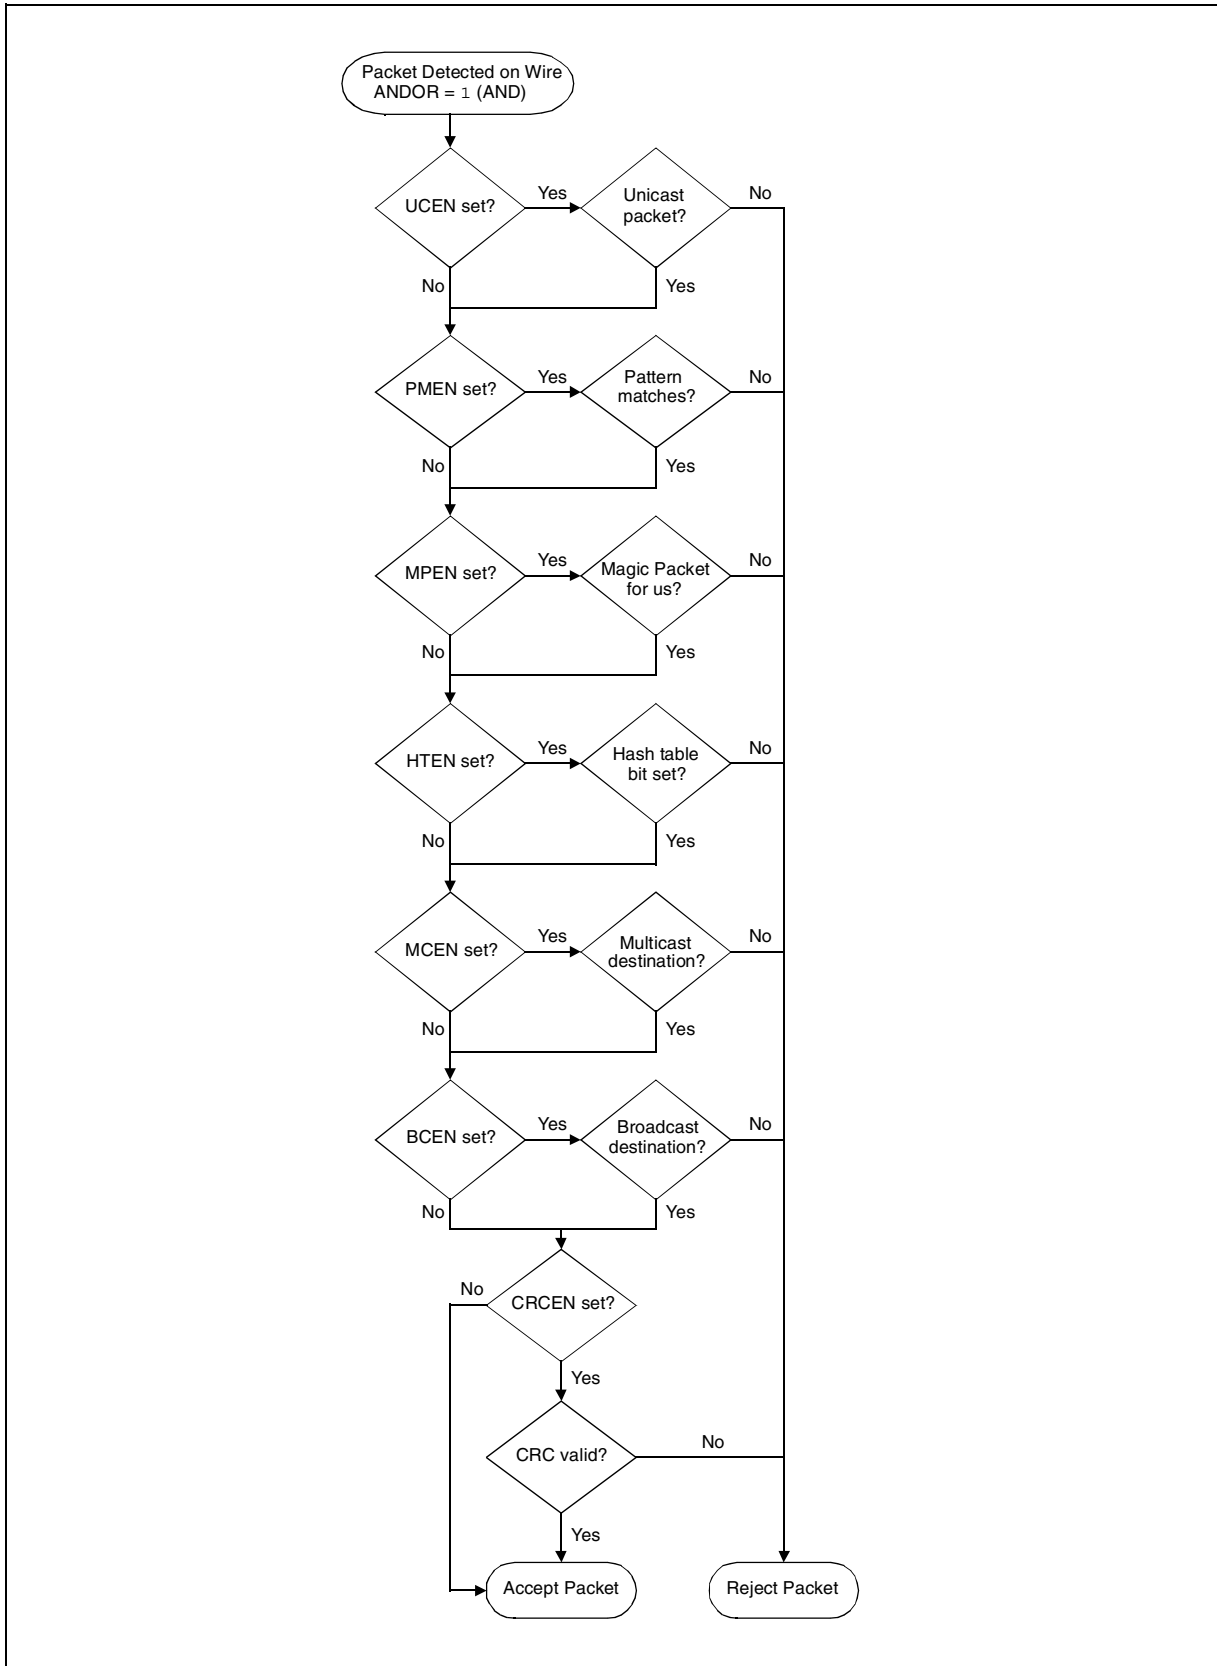 Packet Detected on Wire
ANDOR = 1 (AND)
UCEN set?
Yes
Unicast
packet?
No
No
Yes
PMEN set?
Yes
Pattern
matches?
No
No
Yes
MPEN set?
Yes
Magic Packet
for us?
No
No
Yes
HTEN set?
Yes
Hash table
bit set?
No
No
Yes
MCEN set?
Yes
Multicast
destination?
No
No
Yes
BCEN set?
Yes
Broadcast
destination?
No
No
Yes
No
CRCEN set?
Yes
CRC valid?
No
Yes
Accept Packet
Reject Packet